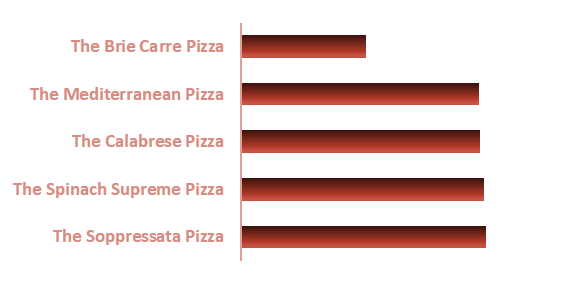 The Brie Carre Pizza
The Mediterranean Pizza
The Calabrese Pizza
The Spinach Supreme Pizza
The Soppressata Pizza